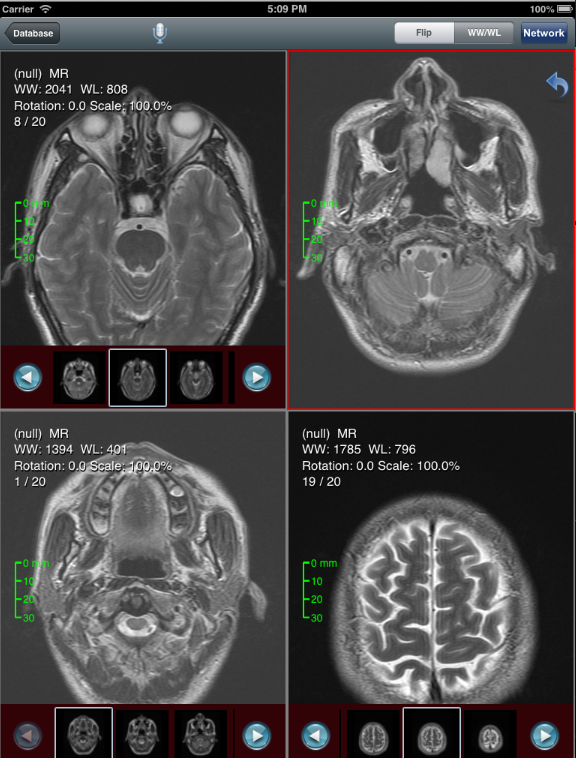 Carrier 5:09 PM 100%
Database Flip WW/WL Network
(null) MR
WW: 2041 WL: 808
Rotation: 0.0 Scale: 100.0%
8 / 20
0 mm
10
20
30
0 mm
10
20
30
(null) MR
WW: 1394 WL: 401
Rotation: 0.0 Scale: 100.0%
1 / 20
0 mm
10
20
30
(null) MR
WW: 1785 WL: 796
Rotation: 0.0 Scale: 100.0%
19 / 20
0 mm
10
20
30